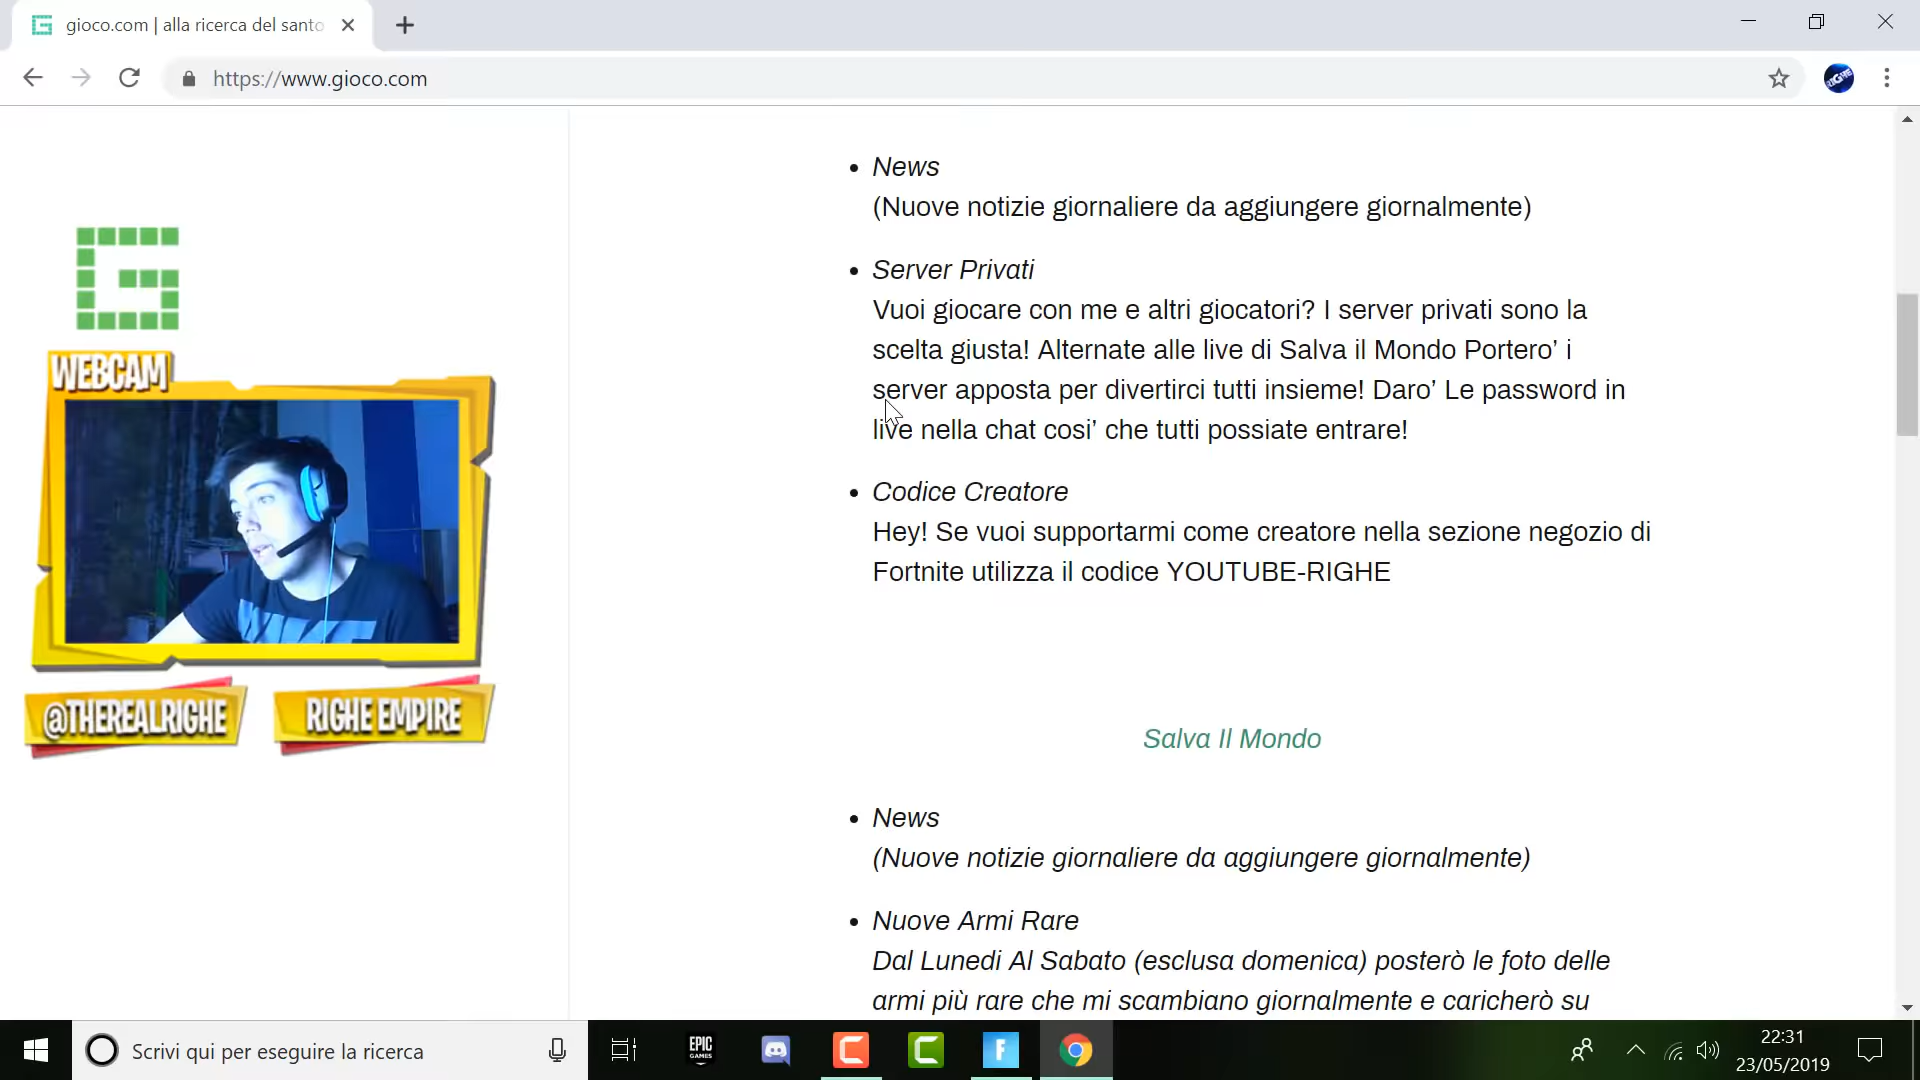 gioco.com | alla ricerca del santo
https://www.gioco.com
News
(Nuove notizie giornaliere da aggiungere giornalmente)
Server Privati
Vuoi giocare con me e altri giocatori? I server privati sono la
scelta giusta! Alternate alle live di Salva il Mondo Portero’ i
server apposta per divertirci tutti insieme! Daro’ Le password in
live nella chat cosi’ che tutti possiate entrare!
Codice Creatore
Hey! Se vuoi supportarmi come creatore nella sezione negozio di
Fortnite utilizza il codice YOUTUBE-RIGHE
Salva Il Mondo
News
(Nuove notizie giornaliere da aggiungere giornalmente)
Nuove Armi Rare
Dal Lunedi Al Sabato (esclusa domenica) posterò le foto delle
armi più rare che mi scambiano giornalmente e caricherò su
WEBCAM
@THEREALRIGHE
RIGHE EMPIRE
Scrivi qui per eseguire la ricerca
EPIC
GAMES
22:31
23/05/2019